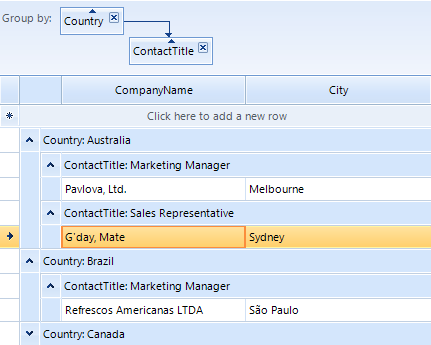 Group by: Country
ContactTitle
CompanyName City
Click here to add a new row
Country: Australia
ContactTitle: Marketing Manager
Pavlova, Ltd. Melbourne
ContactTitle: Sales Representative
G'day, Mate Sydney
Country: Brazil
ContactTitle: Marketing Manager
Refrescos Americanas LTDA São Paulo
Country: Canada